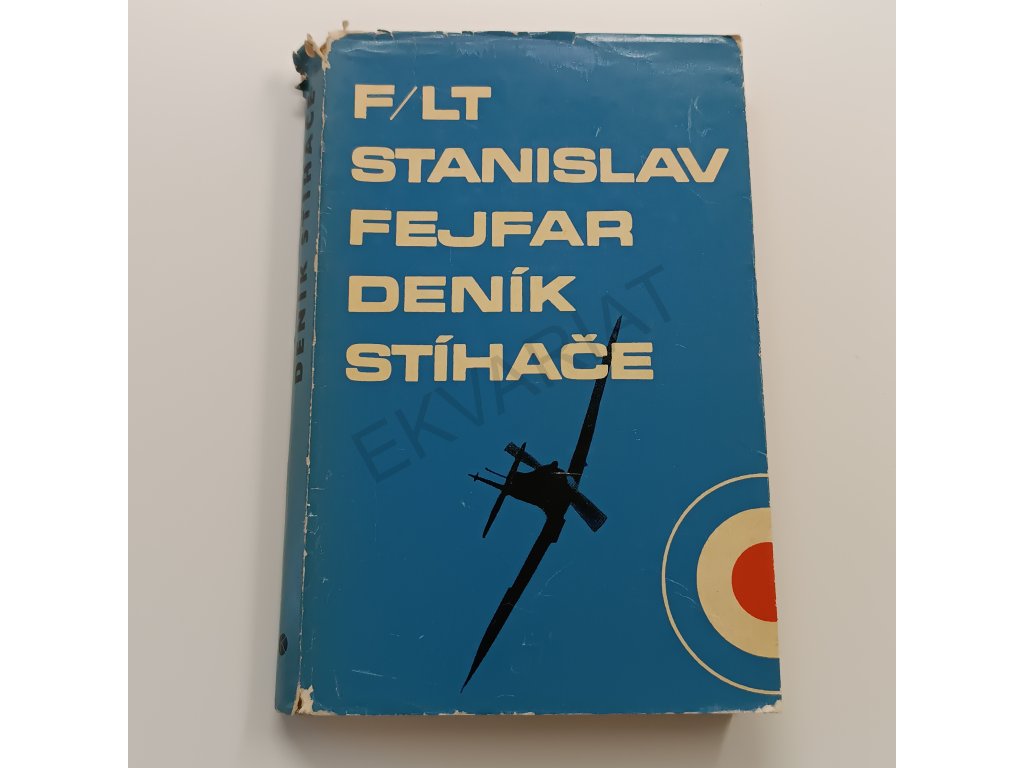 F/LT
STANISLAV
FEJFAR
DENÍK
STÍHAČE
DENÍK STÍHAČE
EKVARIAT